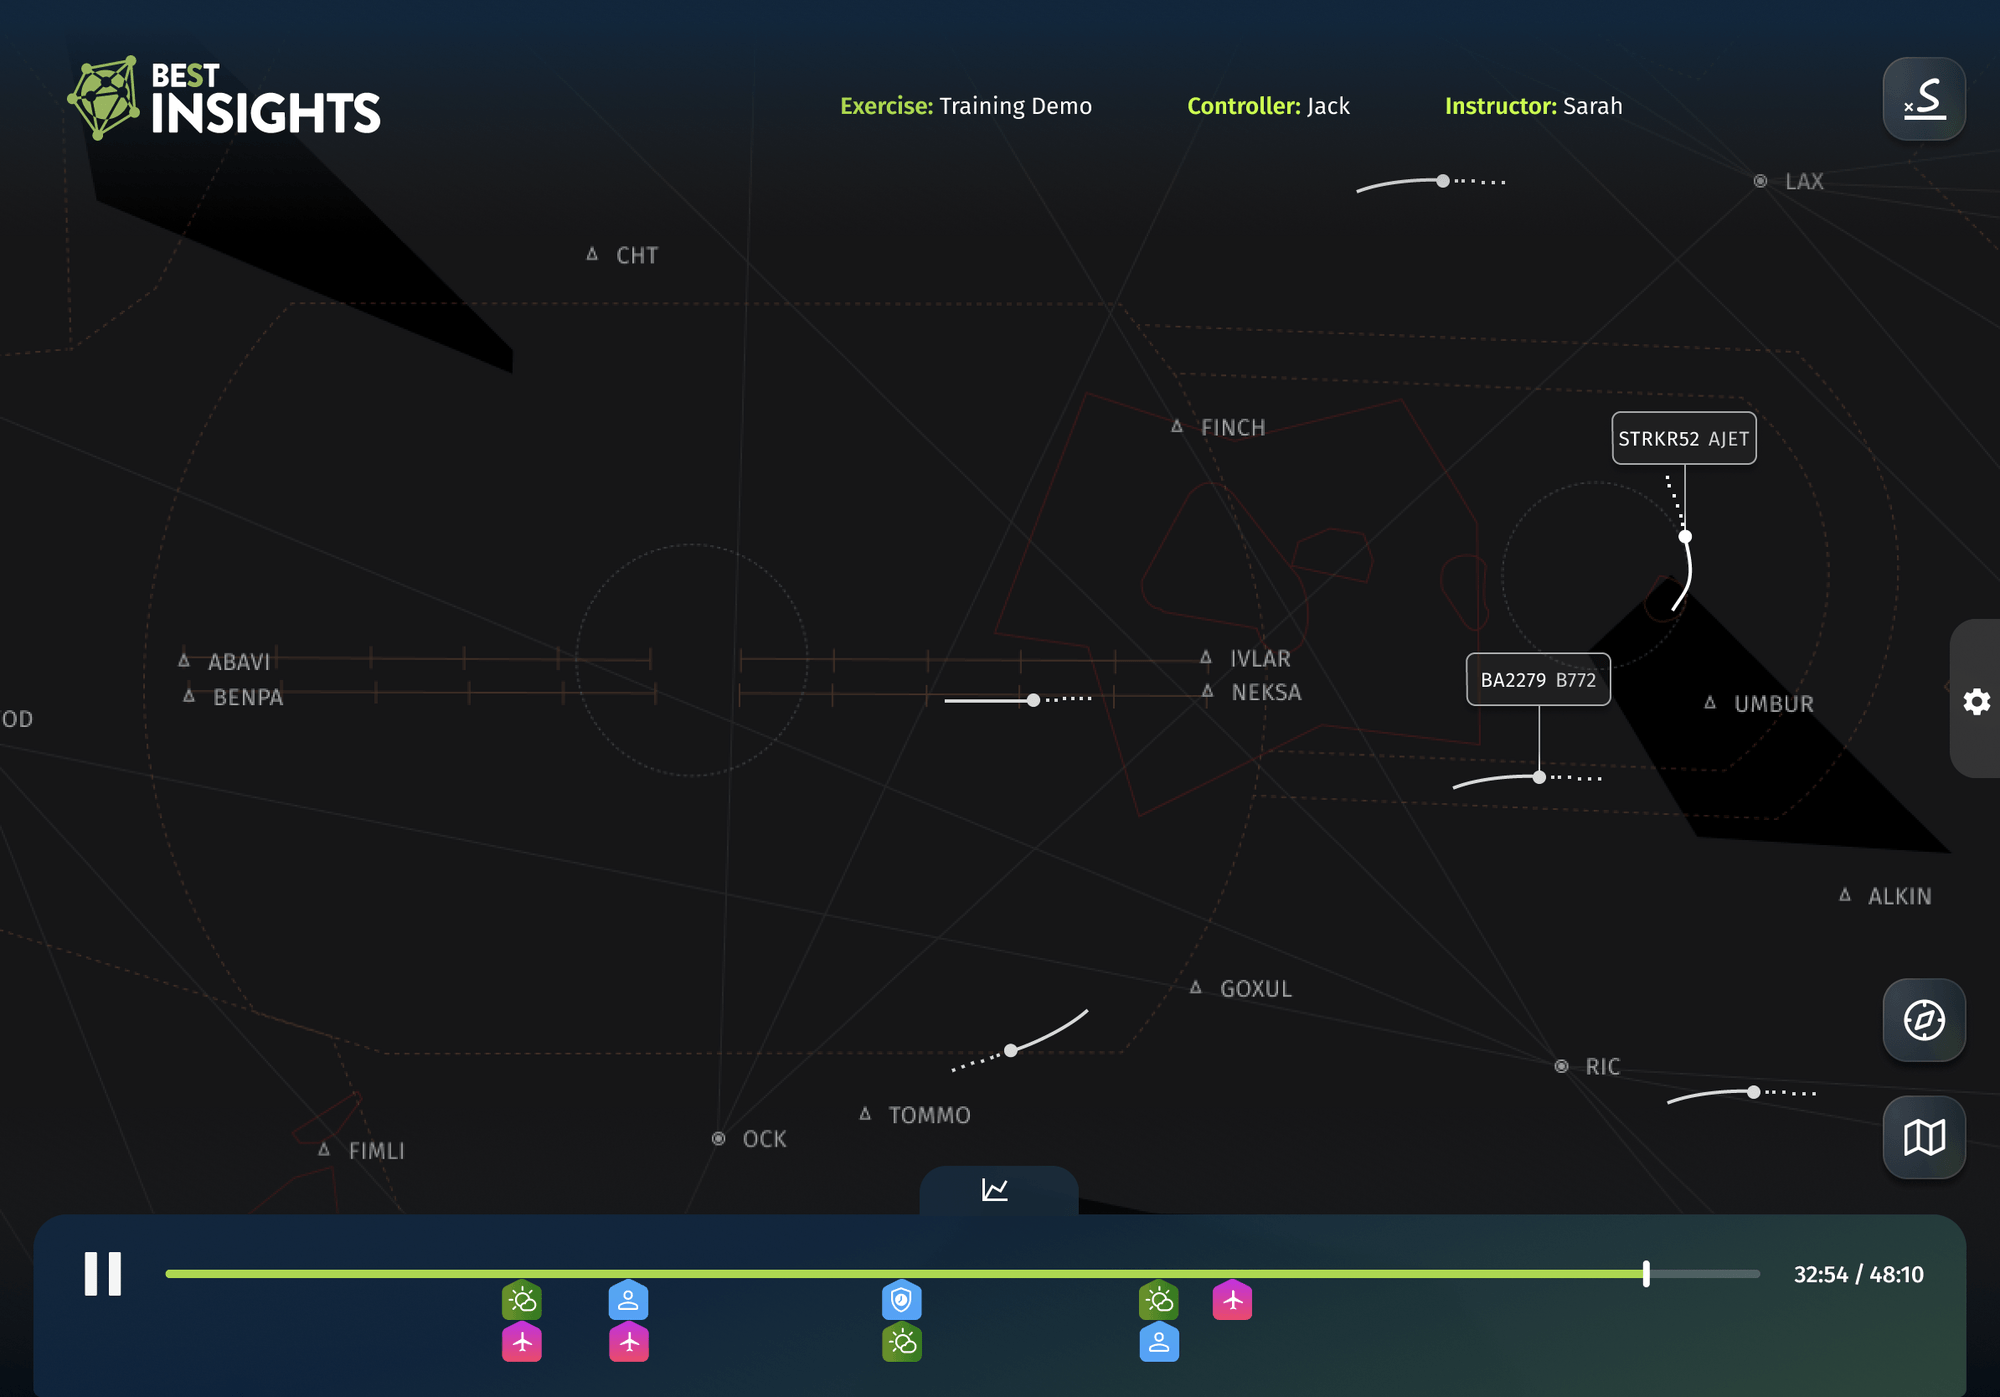 BEST
INSIGHTS
Exercise: Training Demo
Controller: Jack
Instructor: Sarah
LAX
CHT
FINCH
STRKR52 AJET
ABAVI
BENPA
IVLAR
NEKSA
BA2279 B772
UMBUR
OD
ALKIN
GOXUL
RIC
TOMMO
OCK
FIMLI
32:54 / 48:10